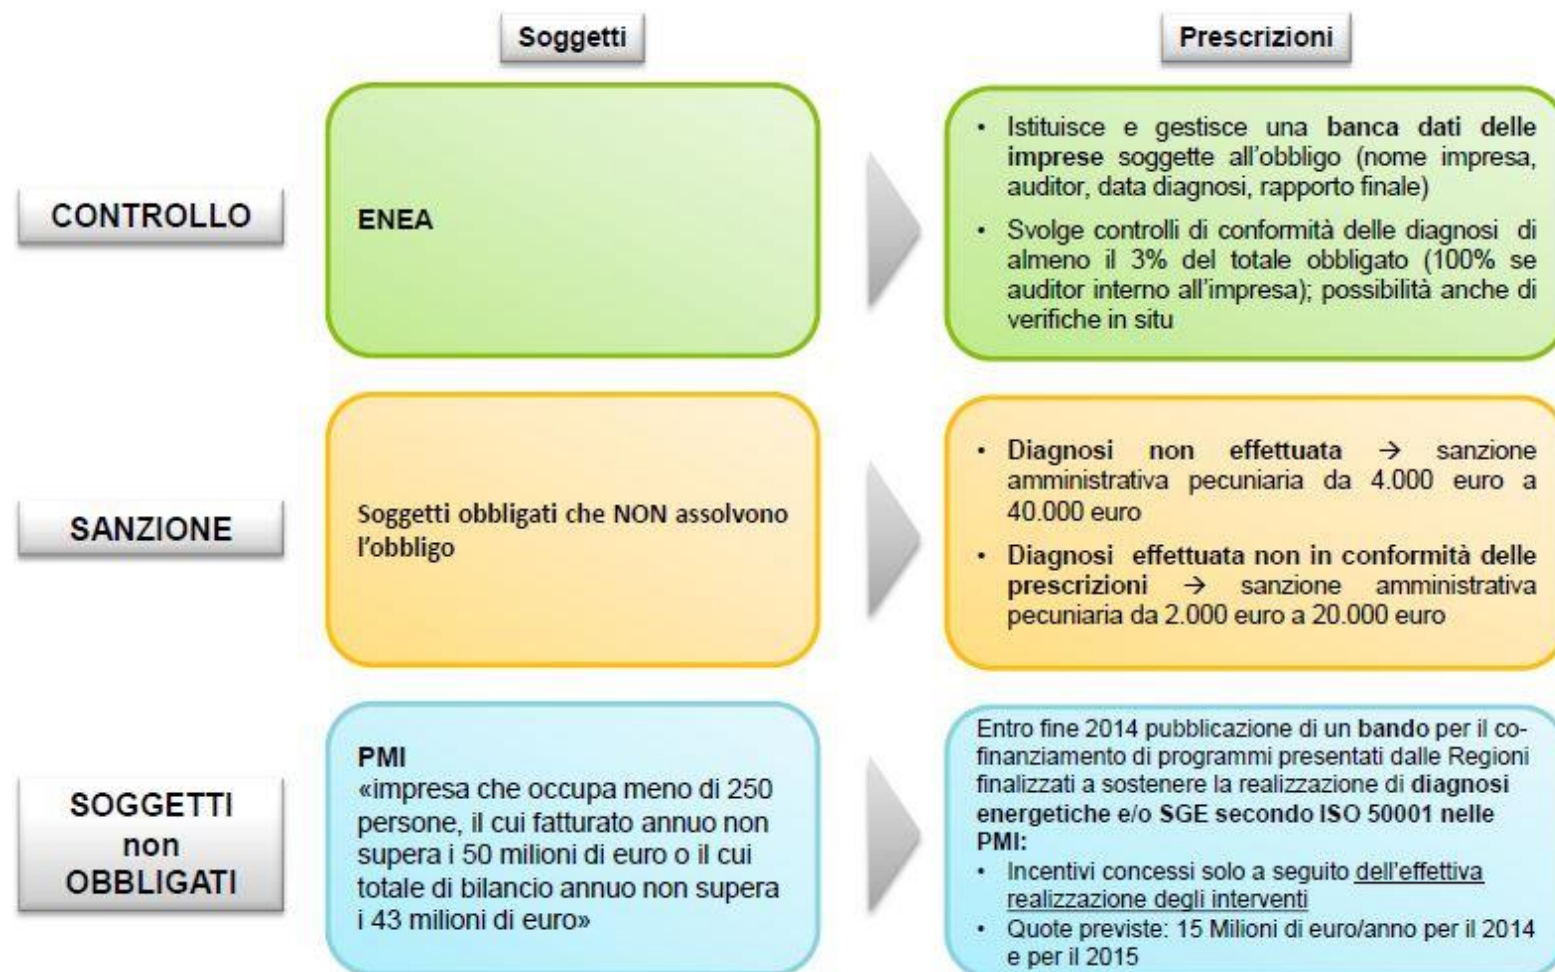 Soggetti
Prescrizioni
CONTROLLO
ENEA
• Istituisce e gestisce una banca dati delle
imprese soggette all'obbligo (nome impresa,
auditor, data diagnosi, rapporto finale)
• Svolge controlli di conformità delle diagnosi di
almeno il 3% del totale obbligato (100% se
auditor interno all'impresa); possibilità anche di
verifiche in situ
SANZIONE
Soggetti obbligati che NON assolvono
l'obbligo
• Diagnosi non effettuata → sanzione
amministrativa pecuniaria da 4.000 euro a
40.000 euro
• Diagnosi effettuata non in conformità delle
prescrizioni → sanzione amministrativa
pecuniaria da 2.000 euro a 20.000 euro
SOGGETTI
non
OBBLIGATI
PMI
«impresa che occupa meno di 250
persone, il cui fatturato annuo non
supera i 50 milioni di euro o il cui
totale di bilancio annuo non supera
i 43 milioni di euro»
Entro fine 2014 pubblicazione di un bando per il co-
finanziamento di programmi presentati dalle Regioni
finalizzati a sostenere la realizzazione di diagnosi
energetiche e/o SGE secondo ISO 50001 nelle
PMI:
• Incentivi concessi solo a seguito dell'effettiva
realizzazione degli interventi
• Quote previste: 15 Milioni di euro/anno per il 2014
e per il 2015